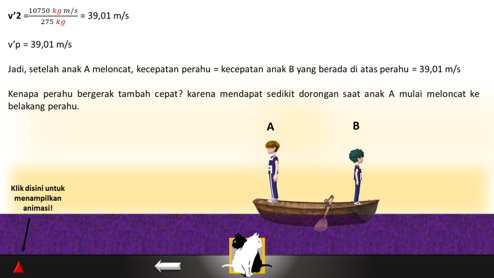 v'2 = 10750 kg m/s / 275 kg = 39,01 m/s
v'p = 39,01 m/s
Jadi, setelah anak A meloncat, kecepatan perahu = kecepatan anak B yang berada di atas perahu = 39,01 m/s
Kenapa perahu bergerak tambah cepat? karena mendapat sedikit dorongan saat anak A mulai meloncat ke
belakang perahu.
A
B
Klik disini untuk
menampilkan
animasi!